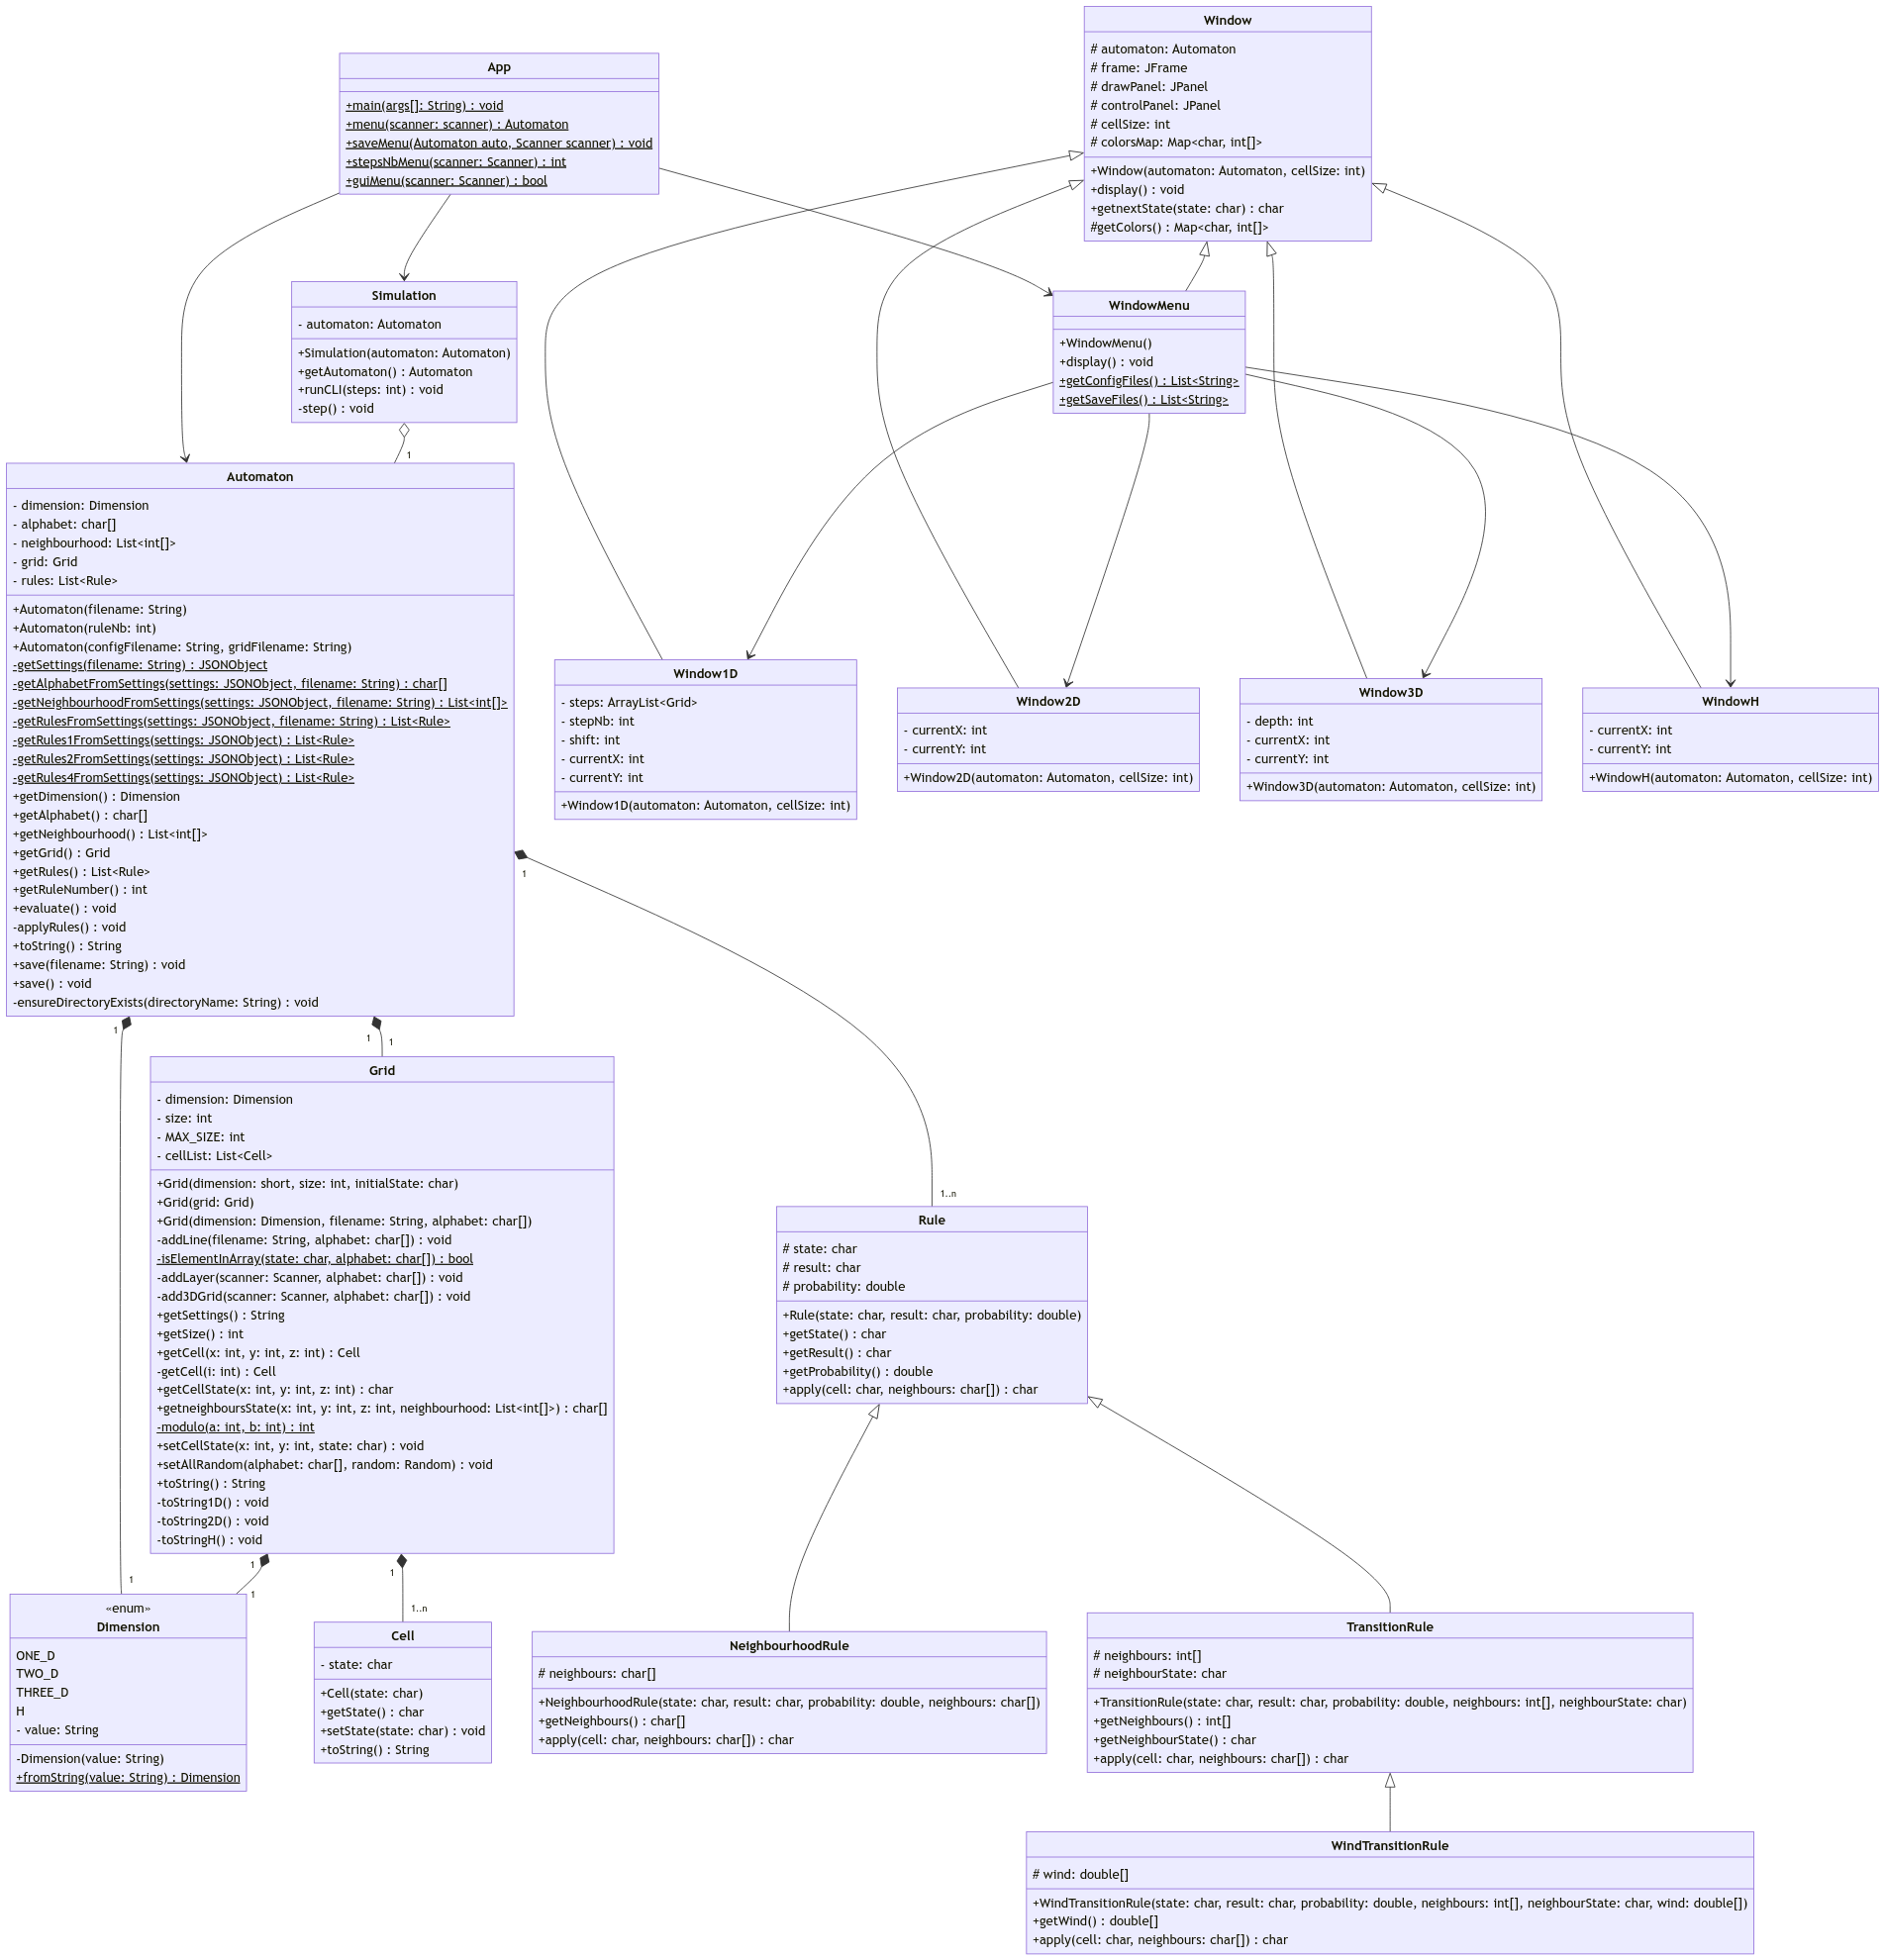 Window
# automaton: Automaton
# frame: JFrame
# drawPanel: JPanel
# controlPanel: JPanel
# cellSize: int
# colorsMap: Map<char, int[]>
+Window(automaton: Automaton, cellSize: int)
+display() : void
+getnextState(state: char) : char
#getColors() : Map<char, int[]>
App
+main(args[]: String) : void
+menu(scanner: scanner) : Automaton
+saveMenu(Automaton auto, Scanner scanner) : void
+stepsNbMenu(scanner: Scanner) : int
+guiMenu(scanner: Scanner) : bool
Simulation
- automaton: Automaton
+Simulation(automaton: Automaton)
+getAutomaton() : Automaton
+runCLI(steps: int) : void
-step() : void
1
WindowMenu
+WindowMenu()
+display() : void
+getConfigFiles() : List<String>
+getSaveFiles() : List<String>
Automaton
- dimension: Dimension
- alphabet: char[]
- neighbourhood: List<int[]>
- grid: Grid
- rules: List<Rule>
+Automaton(filename: String)
+Automaton(ruleNb: int)
+Automaton(configFilename: String, gridFilename: String)
-getSettings(filename: String) : JSONObject
-getAlphabetFromSettings(settings: JSONObject, filename: String) : char[]
-getNeighbourhoodFromSettings(settings: JSONObject, filename: String) : List<int[]>
-getRulesFromSettings(settings: JSONObject, filename: String) : List<Rule>
-getRules1FromSettings(settings: JSONObject) : List<Rule>
-getRules2FromSettings(settings: JSONObject) : List<Rule>
-getRules4FromSettings(settings: JSONObject) : List<Rule>
+getDimension() : Dimension
+getAlphabet() : char[]
+getNeighbourhood() : List<int[]>
+getGrid() : Grid
+getRules() : List<Rule>
+getRuleNumber() : int
+evaluate() : void
-applyRules() : void
+toString() : String
+save(filename: String) : void
+save() : void
-ensureDirectoryExists(directoryName: String) : void
1
1
1
1
Window1D
- steps: ArrayList<Grid>
- stepNb: int
- shift: int
- currentX: int
- currentY: int
+Window1D(automaton: Automaton, cellSize: int)
Window2D
- currentX: int
- currentY: int
+Window2D(automaton: Automaton, cellSize: int)
Window3D
- depth: int
- currentX: int
- currentY: int
+Window3D(automaton: Automaton, cellSize: int)
WindowH
- currentX: int
- currentY: int
+WindowH(automaton: Automaton, cellSize: int)
Grid
- dimension: Dimension
- size: int
- MAX_SIZE: int
- cellList: List<Cell>
+Grid(dimension: short, size: int, initialState: char)
+Grid(grid: Grid)
+Grid(dimension: Dimension, filename: String, alphabet: char[])
-addLine(filename: String, alphabet: char[]) : void
-isElementInArray(state: char, alphabet: char[]) : bool
-addLayer(scanner: Scanner, alphabet: char[]) : void
-add3DGrid(scanner: Scanner, alphabet: char[]) : void
+getSettings() : String
+getSize() : int
+getCell(x: int, y: int, z: int) : Cell
-getCell(i: int) : Cell
+getCellState(x: int, y: int, z: int) : char
+getneighboursState(x: int, y: int, z: int, neighbourhood: List<int[]>) : char[]
-modulo(a: int, b: int) : int
+setCellState(x: int, y: int, state: char) : void
+setAllRandom(alphabet: char[], random: Random) : void
+toString() : String
-toString1D() : void
-toString2D() : void
-toStringH() : void
1
1
1
1
1..n
1..n
Rule
# state: char
# result: char
# probability: double
+Rule(state: char, result: char, probability: double)
+getState() : char
+getResult() : char
+getProbability() : double
+apply(cell: char, neighbours: char[]) : char
«enum»
Dimension
ONE_D
TWO_D
THREE_D
H
- value: String
-Dimension(value: String)
+fromString(value: String) : Dimension
Cell
- state: char
+Cell(state: char)
+getState() : char
+setState(state: char) : void
+toString() : String
NeighbourhoodRule
# neighbours: char[]
+NeighbourhoodRule(state: char, result: char, probability: double, neighbours: char[])
+getNeighbours() : char[]
+apply(cell: char, neighbours: char[]) : char
TransitionRule
# neighbours: int[]
# neighbourState: char
+TransitionRule(state: char, result: char, probability: double, neighbours: int[], neighbourState: char)
+getNeighbours() : int[]
+getNeighbourState() : char
+apply(cell: char, neighbours: char[]) : char
WindTransitionRule
# wind: double[]
+WindTransitionRule(state: char, result: char, probability: double, neighbours: int[], neighbourState: char, wind: double[])
+getWind() : double[]
+apply(cell: char, neighbours: char[]) : char